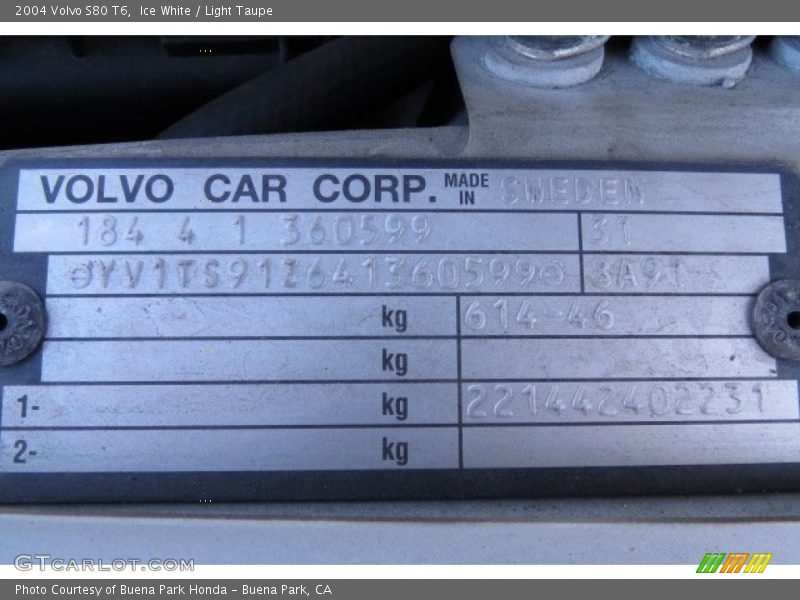 2004 Volvo S80 T6, Ice White / Light Taupe
VOLVO CAR CORP. MADE IN SWEDEN
184 4 1 360599 31
YV1TS91Z641360599 3A91
kg 614-46
kg
1- kg 221442402231
2- kg
GTCARLOT.COM
Photo Courtesy of Buena Park Honda - Buena Park, CA